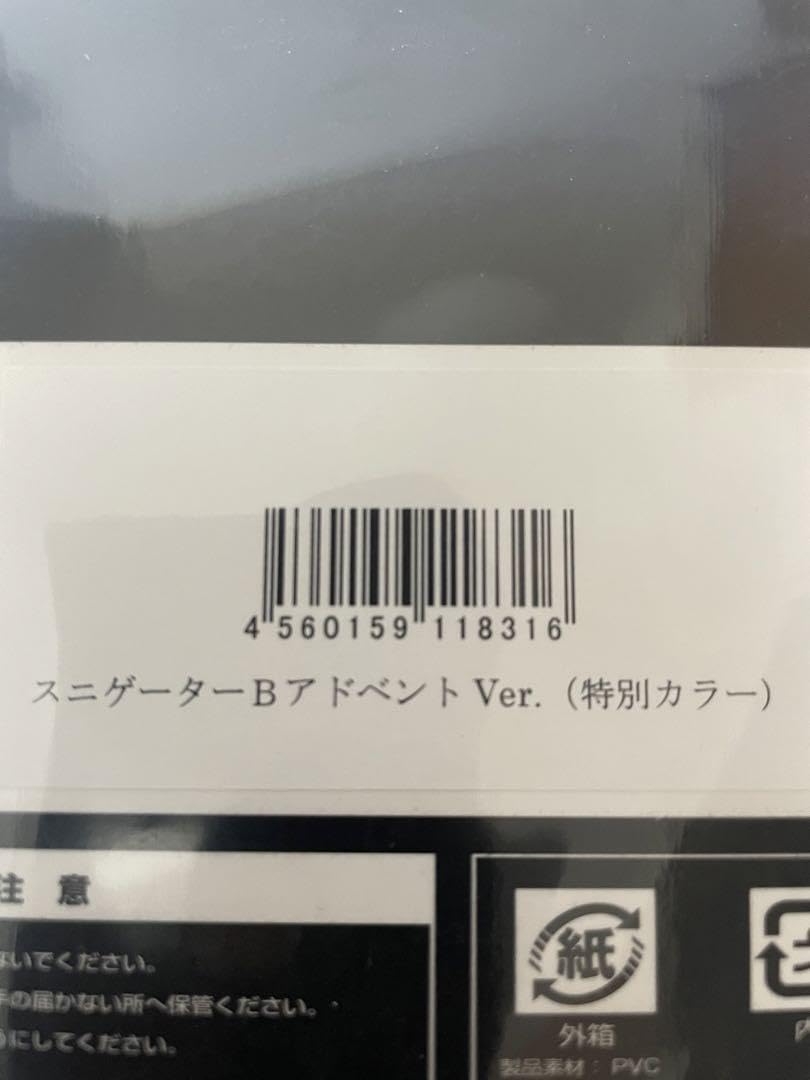 4 560159 118316
スニゲーターBアドベントVer.（特別カラー）
注 意
ないでください。
手の届かない所へ保管ください。
うにしてください。
紙
外箱
製品素材：PVC